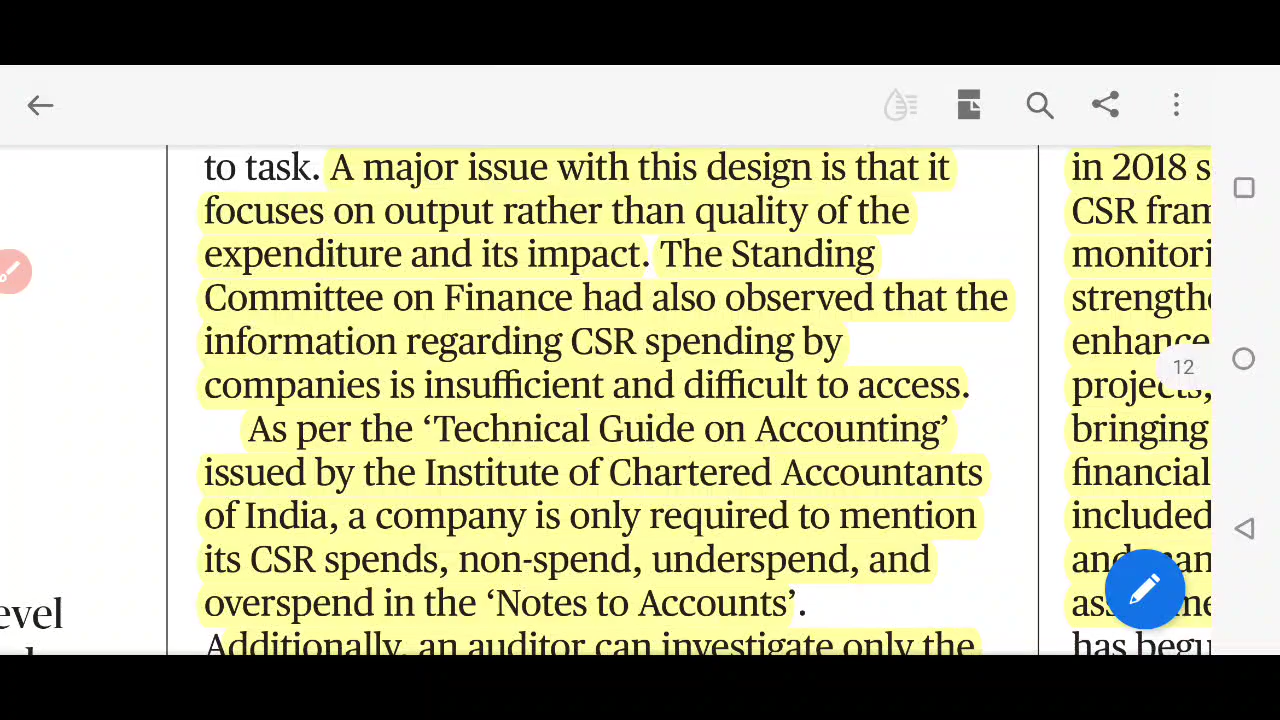 to task. A major issue with this design is that it
focuses on output rather than quality of the
expenditure and its impact. The Standing
Committee on Finance had also observed that the
information regarding CSR spending by
companies is insufficient and difficult to access.
As per the ‘Technical Guide on Accounting’
issued by the Institute of Chartered Accountants
of India, a company is only required to mention
its CSR spends, non-spend, underspend, and
overspend in the ‘Notes to Accounts’.
Additionally, an auditor can investigate only the
in 2018 s
CSR fram
monitori
strengthe
enhance
projects,
bringing
financial
included
has begu
evel
12